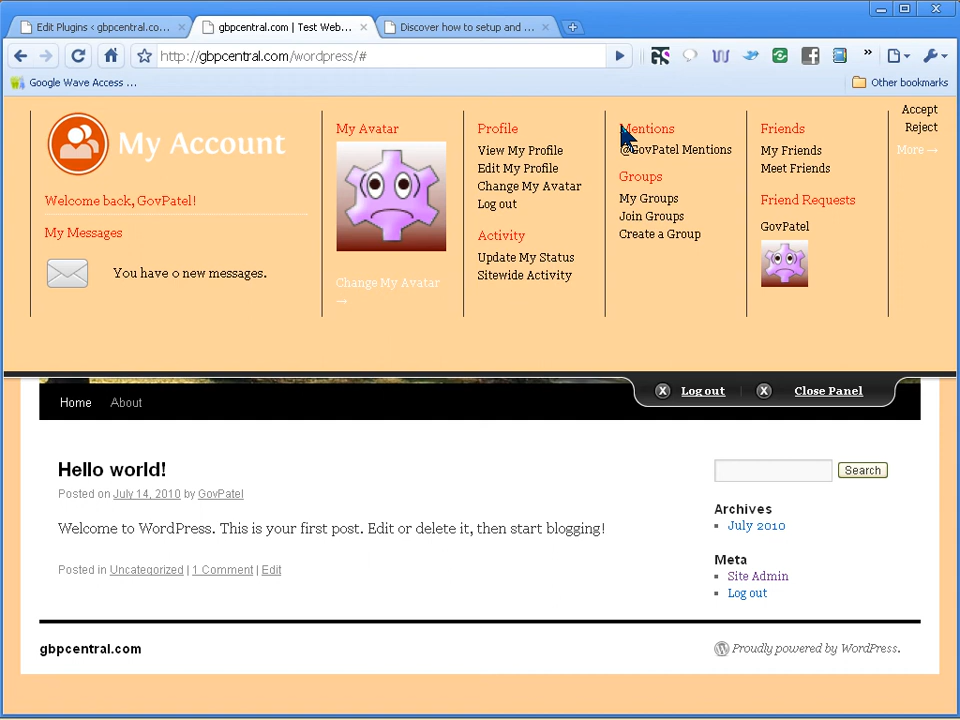 Edit Plugins < gbpcentral.co...
gbpcentral.com | Test Web...
Discover how to setup and ...
http://gbpcentral.com/wordpress/#
Google Wave Access ...
Other bookmarks
My Account
Welcome back, GovPatel!
My Messages
You have 0 new messages.
My Avatar
Change My Avatar
→
Profile
View My Profile
Edit My Profile
Change My Avatar
Log out
Activity
Update My Status
Sitewide Activity
Mentions
@GovPatel Mentions
Groups
My Groups
Join Groups
Create a Group
Friends
My Friends
Meet Friends
Friend Requests
GovPatel
Accept
Reject
More →
Log out
Close Panel
Home
About
Hello world!
Posted on July 14, 2010 by GovPatel
Welcome to WordPress. This is your first post. Edit or delete it, then start blogging!
Posted in Uncategorized | 1 Comment | Edit
Search
Archives
July 2010
Meta
Site Admin
Log out
gbpcentral.com
Proudly powered by WordPress.